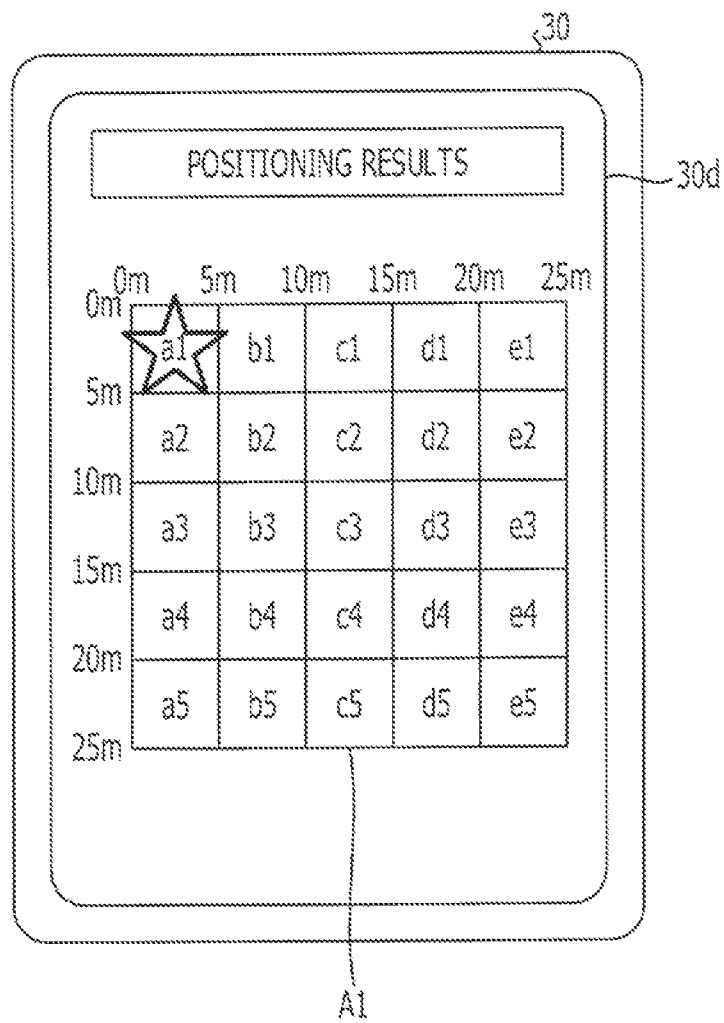 30
30d
POSITIONING RESULTS
0m 5m 10m 15m 20m 25m
0m
a1 b1 c1 d1 e1
5m
a2 b2 c2 d2 e2
10m
a3 b3 c3 d3 e3
15m
a4 b4 c4 d4 e4
20m
a5 b5 c5 d5 e5
25m
A1